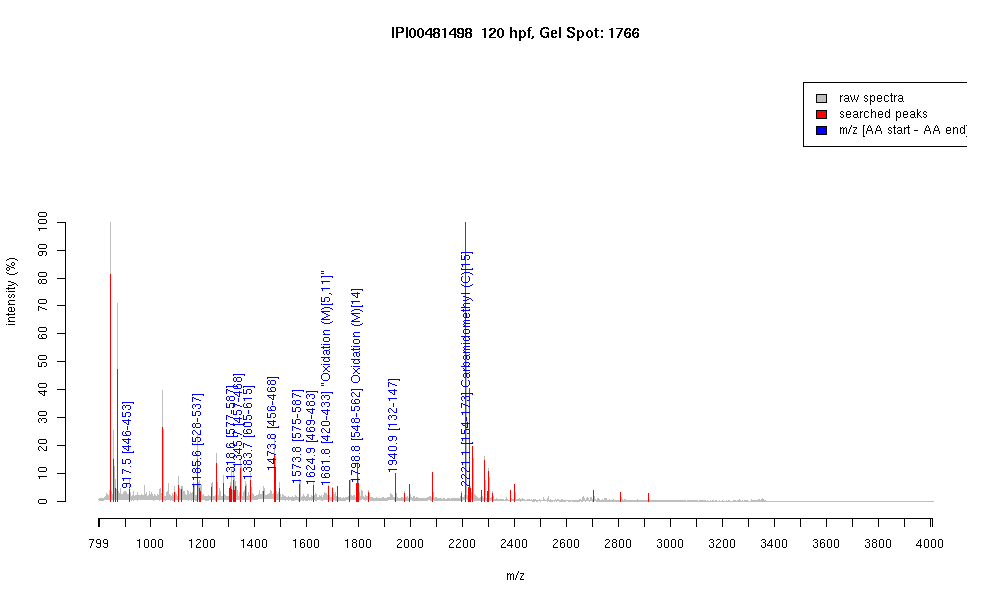 IPI00481498 120 hpf, Gel Spot: 1766
raw spectra
searched peaks
m/z [AA start - AA end]
intensity (%)
100
90
80
70
60
50
40
30
20
10
0
917.5 [446-453]
1185.6 [528-537]
1318.6 [577-587]
1345.7 [457-468]
1383.7 [605-615]
1473.8 [456-468]
1573.8 [575-587]
1624.9 [469-483]
1681.8 [420-433] "Oxidation (M)[5,11]"
1798.8 [548-562] Oxidation (M)[14]
1940.9 [132-147]
2221.1 [154-173] Carbamidomethyl (C)[15]
799 1000 1200 1400 1600 1800 2000 2200 2400 2600 2800 3000 3200 3400 3600 3800 4000
m/z